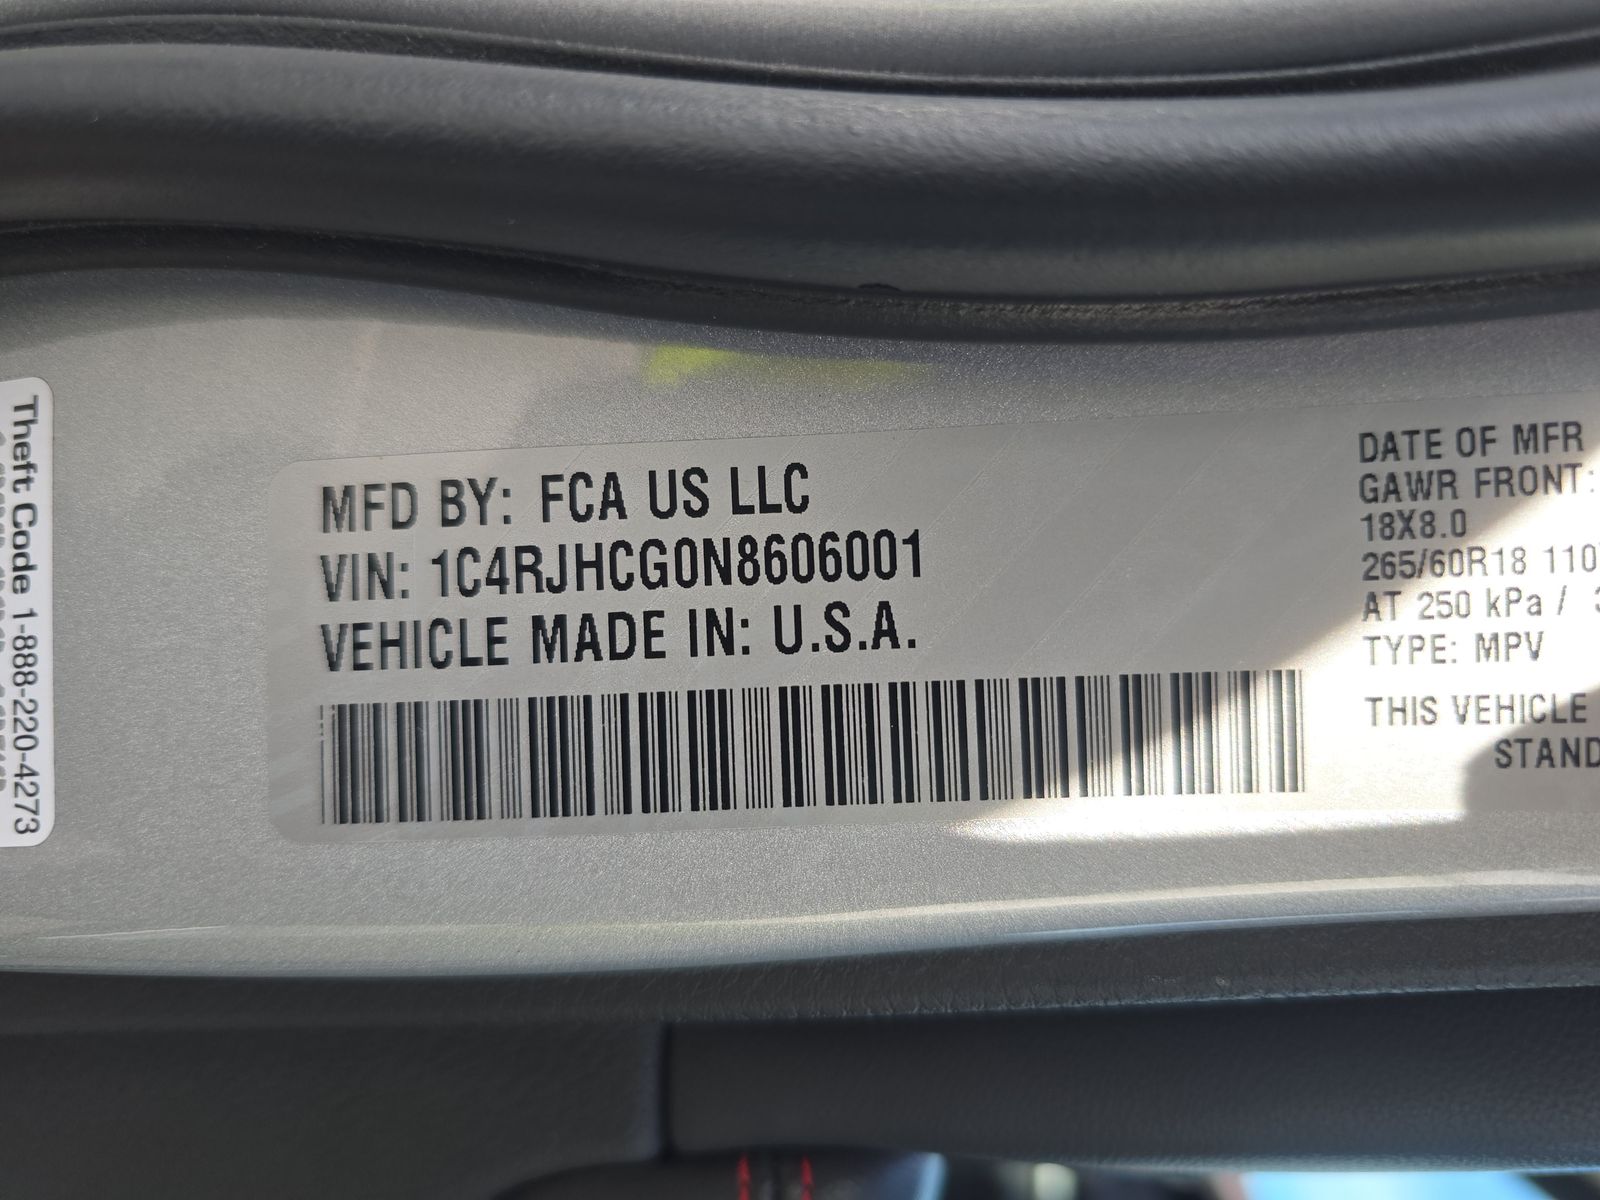 Theft Code 1-888-220-4273
MFD BY: FCA US LLC
VIN: 1C4RJHCG0N8606001
VEHICLE MADE IN: U.S.A.
DATE OF MFR
GAWR FRONT:
18X8.0
265/60R18 110
AT 250 kPa /
TYPE: MPV
THIS VEHICLE
STAND